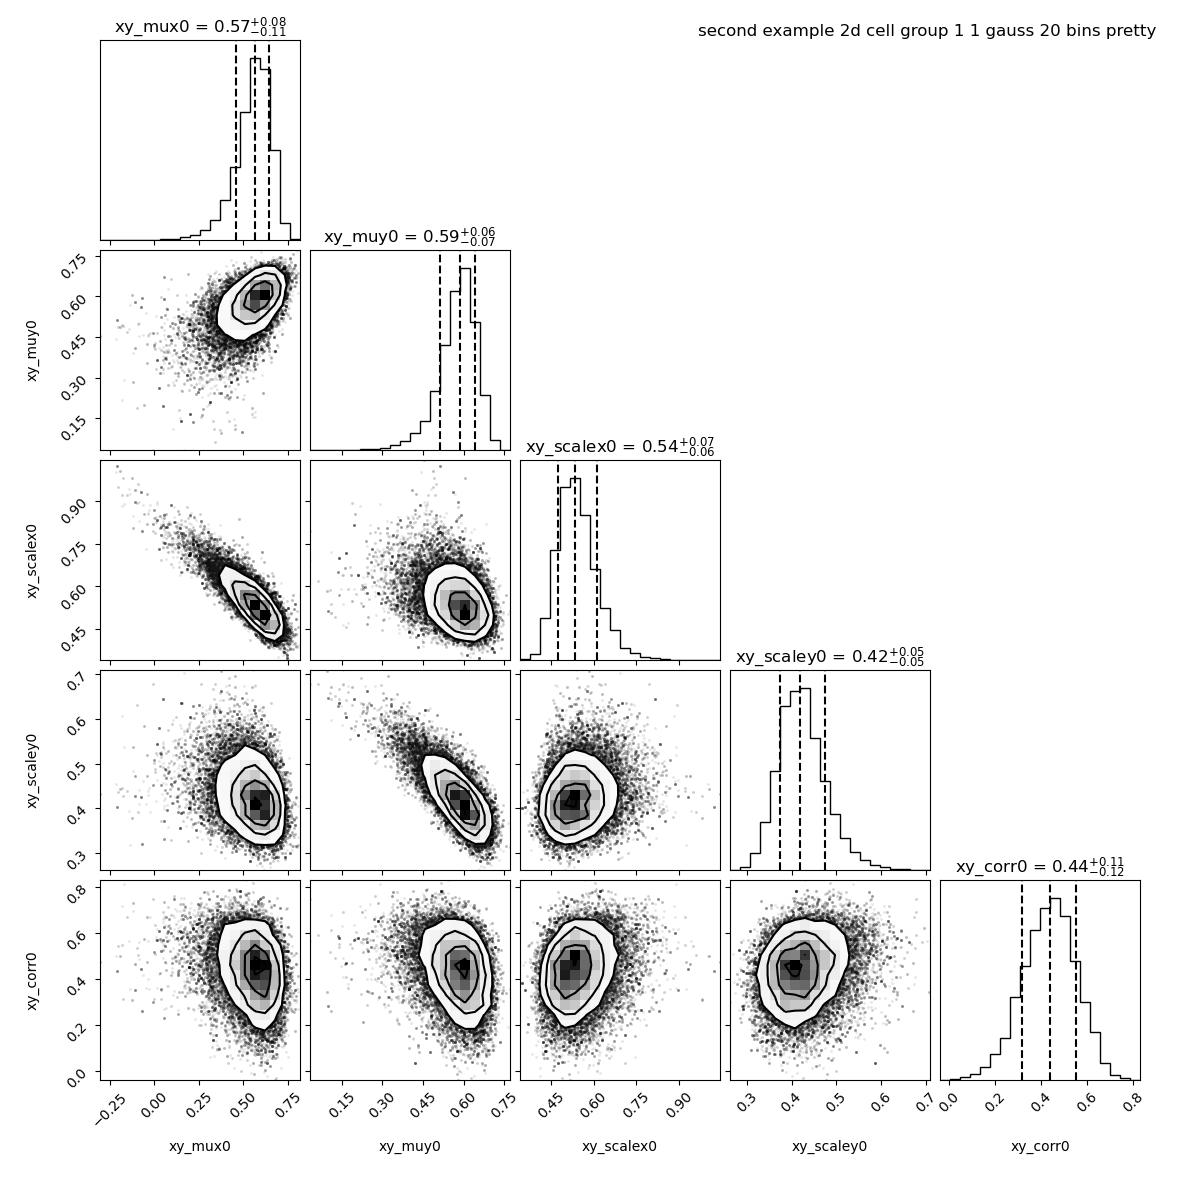 xy_mux0 = 0.57+0.08−0.11
second example 2d cell group 1 1 gauss 20 bins pretty
xy_muy0 = 0.59+0.06−0.07
0.75
0.60
0.45
0.30
0.15
xy_muy0
xy_scalex0 = 0.54+0.07−0.06
0.90
0.75
0.60
0.45
xy_scalex0
xy_scaley0 = 0.42+0.05−0.05
0.7
0.6
0.5
0.4
0.3
xy_scaley0
xy_corr0 = 0.44+0.11−0.12
0.8
0.6
0.4
0.2
0.0
xy_corr0
−0.25 0.00 0.25 0.50 0.75
0.15 0.30 0.45 0.60 0.75
0.45 0.60 0.75 0.90
0.3 0.4 0.5 0.6 0.7
0.0 0.2 0.4 0.6 0.8
xy_mux0
xy_muy0
xy_scalex0
xy_scaley0
xy_corr0